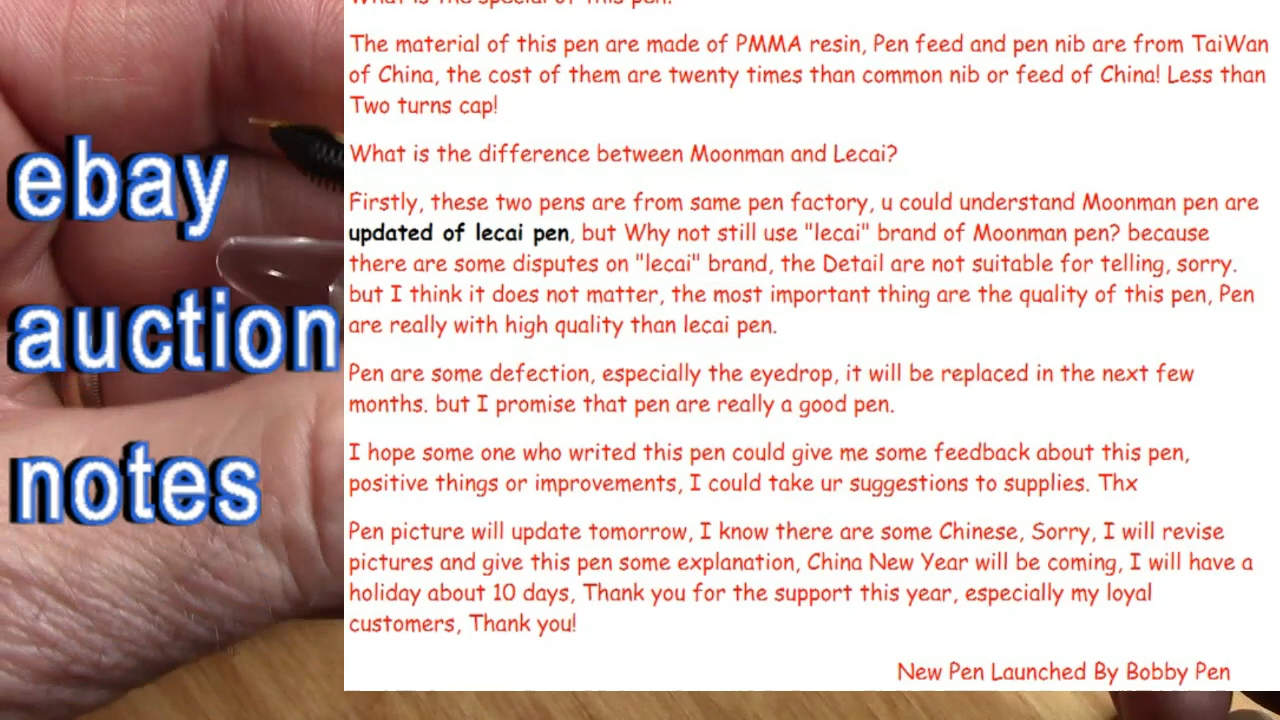 ebay
auction
notes
What is the special of this pen?
The material of this pen are made of PMMA resin, Pen feed and pen nib are from TaiWan
of China, the cost of them are twenty times than common nib or feed of China! Less than
Two turns cap!
What is the difference between Moonman and Lecai?
Firstly, these two pens are from same pen factory, u could understand Moonman pen are
updated of lecai pen, but Why not still use "lecai" brand of Moonman pen? because
there are some disputes on "lecai" brand, the Detail are not suitable for telling, sorry.
but I think it does not matter, the most important thing are the quality of this pen, Pen
are really with high quality than lecai pen.
Pen are some defection, especially the eyedrop, it will be replaced in the next few
months. but I promise that pen are really a good pen.
I hope some one who writed this pen could give me some feedback about this pen,
positive things or improvements, I could take ur suggestions to supplies. Thx
Pen picture will update tomorrow, I know there are some Chinese, Sorry, I will revise
pictures and give this pen some explanation, China New Year will be coming, I will have a
holiday about 10 days, Thank you for the support this year, especially my loyal
customers, Thank you!
New Pen Launched By Bobby Pen